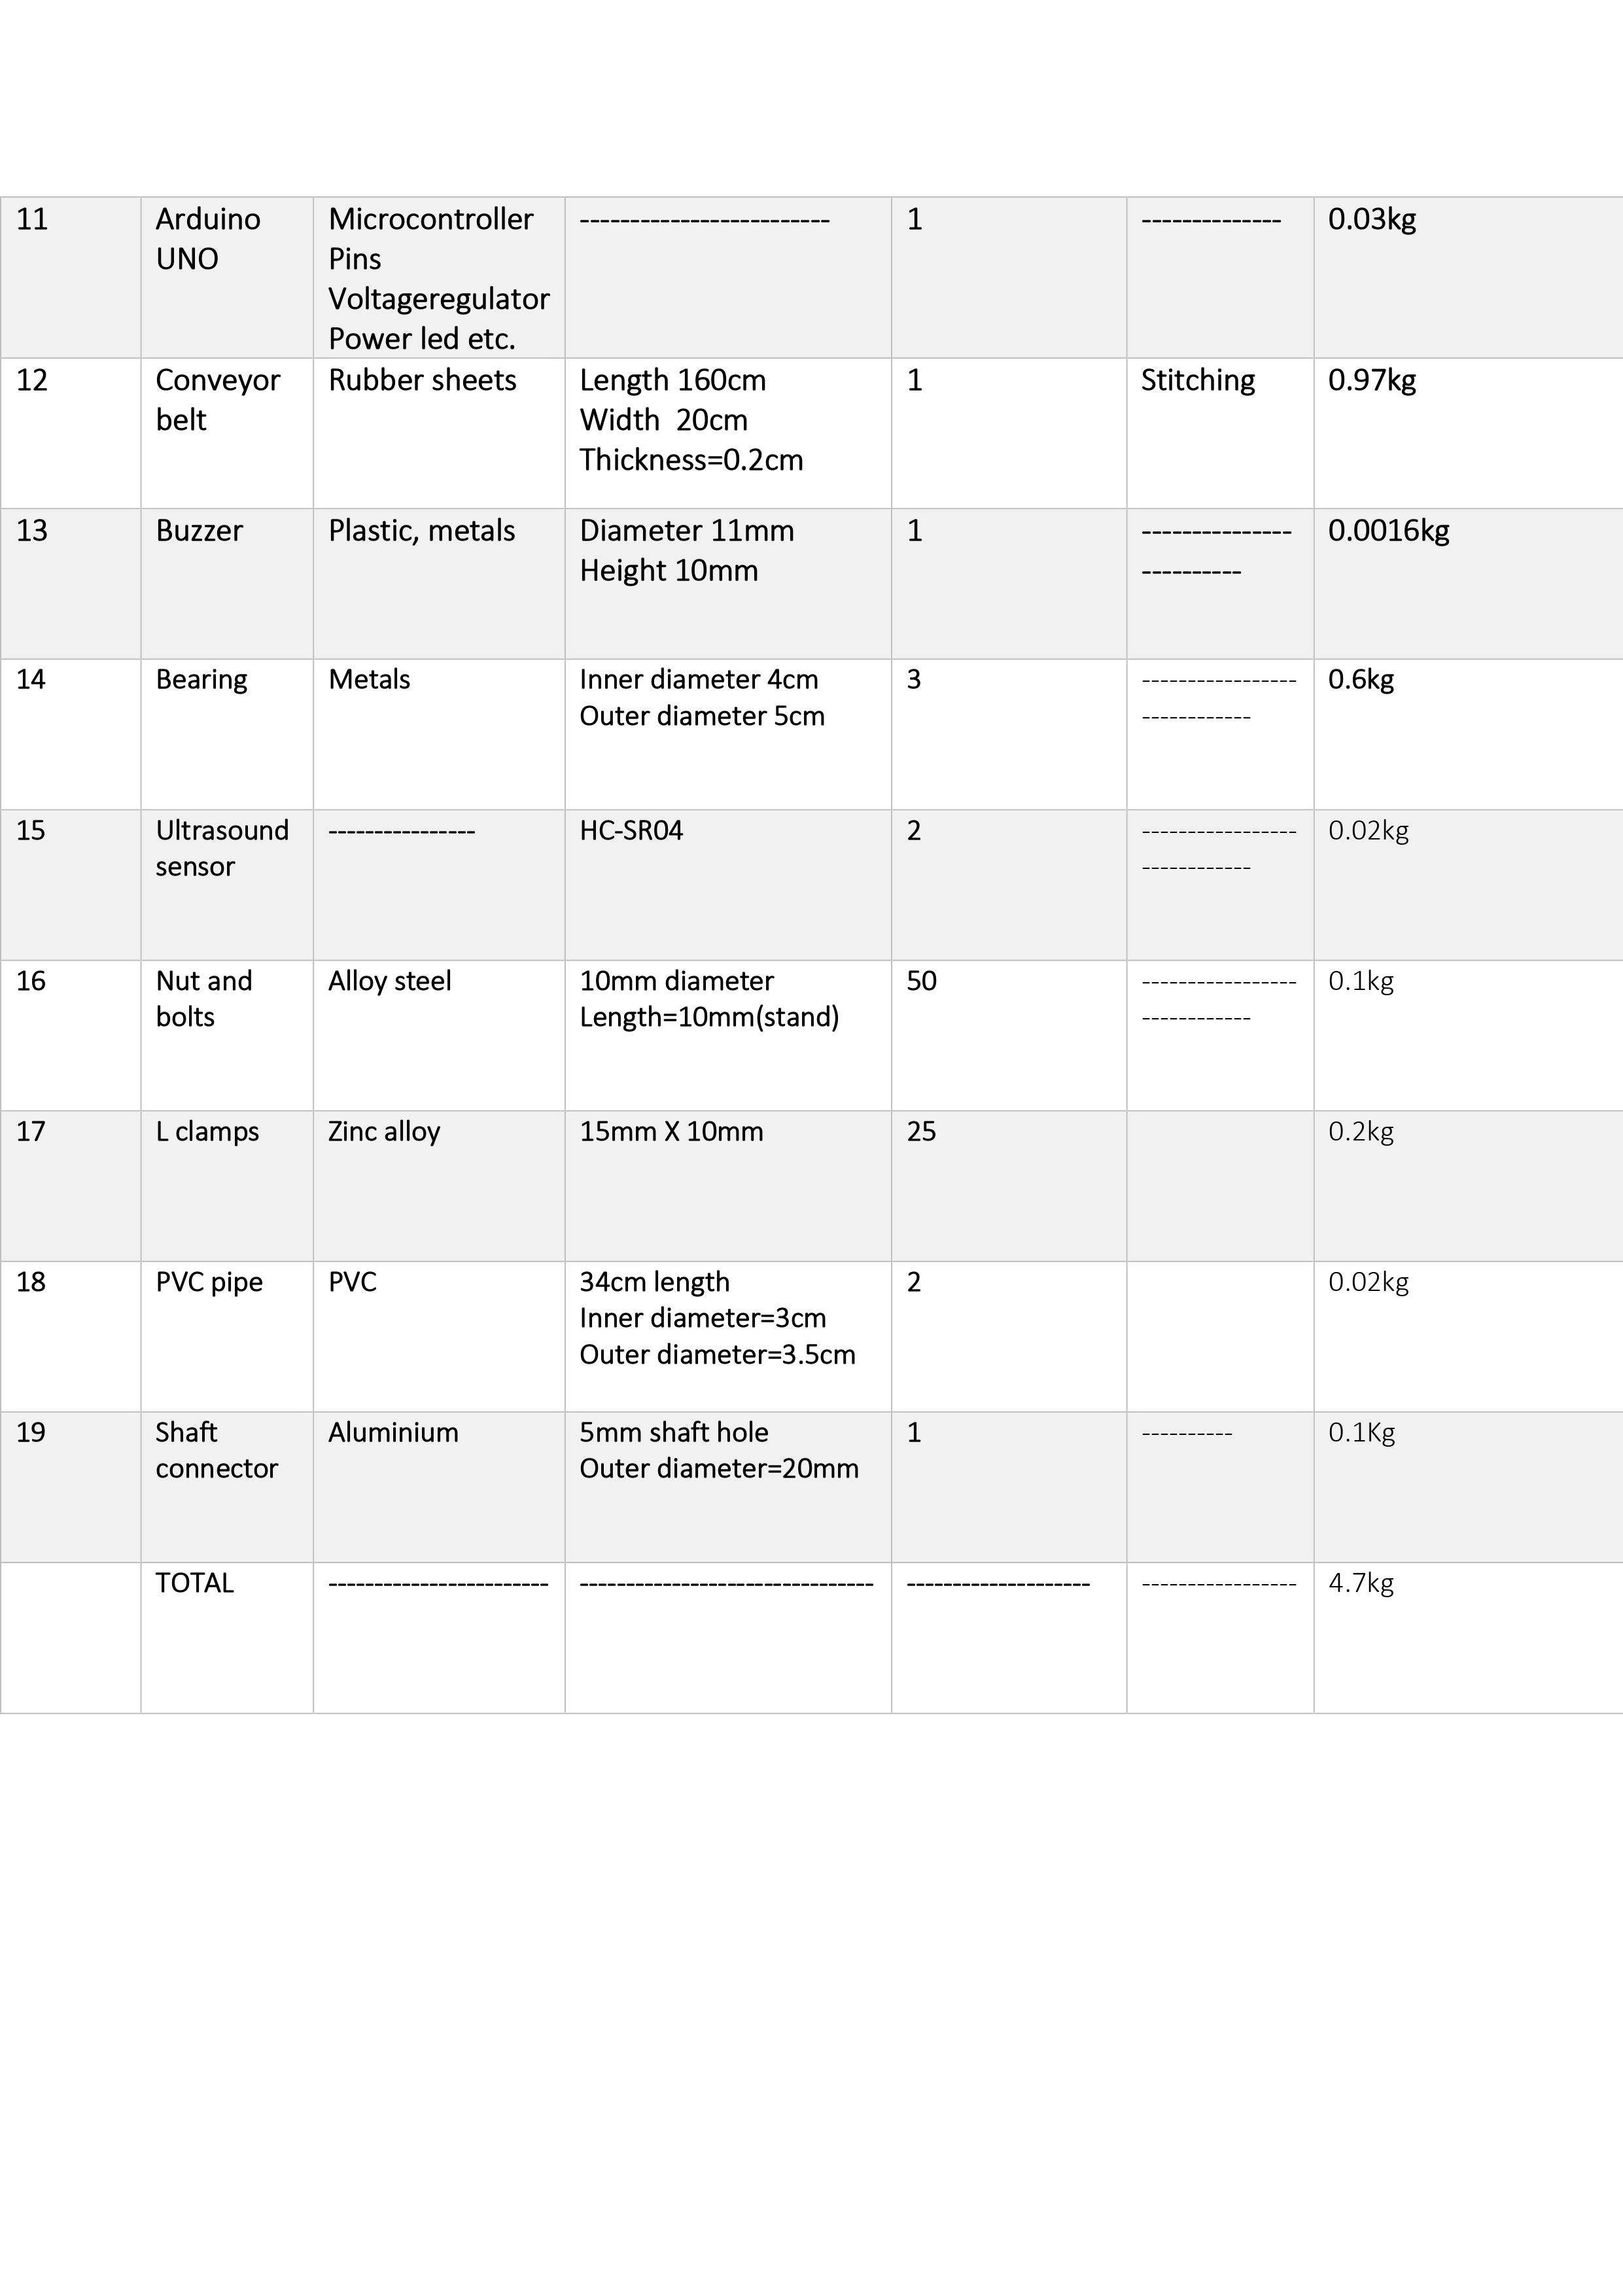 11 Arduino Microcontroller ------------------------- 1 -------------- 0.03kg
UNO Pins
Voltageregulator
Power led etc.
12 Conveyor Rubber sheets Length 160cm 1 Stitching 0.97kg
belt Width  20cm
Thickness=0.2cm
13 Buzzer Plastic, metals Diameter 11mm 1 --------------- 0.0016kg
Height 10mm ----------
14 Bearing Metals Inner diameter 4cm 3 ----------------- 0.6kg
Outer diameter 5cm ------------
15 Ultrasound ---------------- HC-SR04 2 ----------------- 0.02kg
sensor ------------
16 Nut and Alloy steel 10mm diameter 50 ----------------- 0.1kg
bolts Length=10mm(stand) ------------
17 L clamps Zinc alloy 15mm X 10mm 25 0.2kg
18 PVC pipe PVC 34cm length 2 0.02kg
Inner diameter=3cm
Outer diameter=3.5cm
19 Shaft Aluminium 5mm shaft hole 1 ---------- 0.1Kg
connector Outer diameter=20mm
TOTAL ------------------------ -------------------------------- -------------------- ----------------- 4.7kg